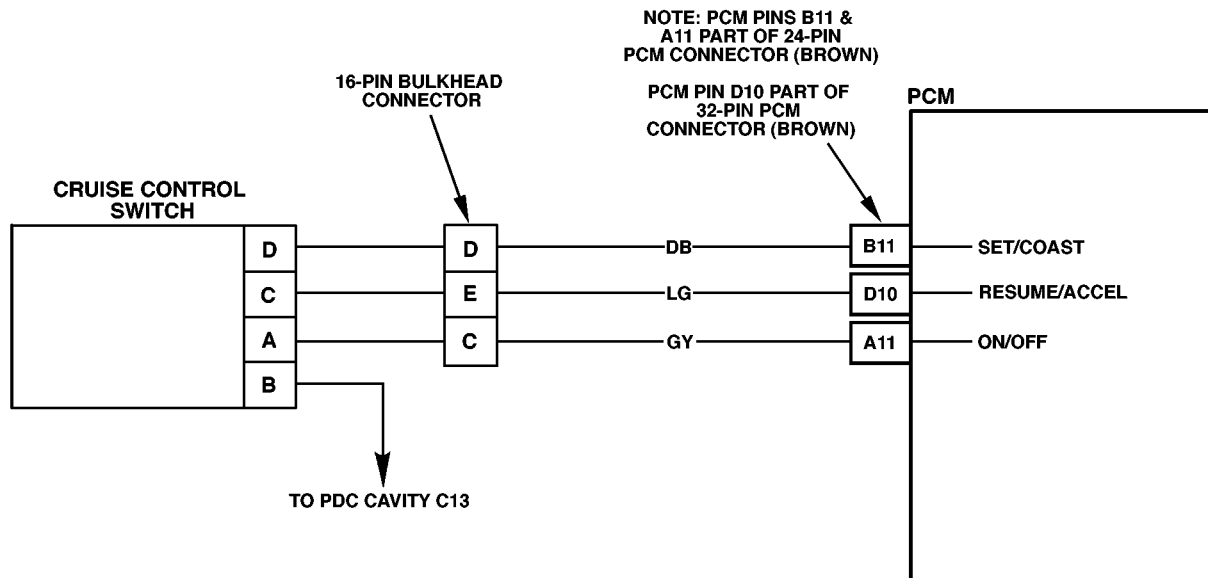 NOTE: PCM PINS B11 &
A11 PART OF 24-PIN
PCM CONNECTOR (BROWN)
16-PIN BULKHEAD
CONNECTOR
PCM PIN D10 PART OF
32-PIN PCM
CONNECTOR (BROWN)
PCM
CRUISE CONTROL
SWITCH
D D DB B11 SET/COAST
C E LG D10 RESUME/ACCEL
A C GY A11 ON/OFF
B
TO PDC CAVITY C13